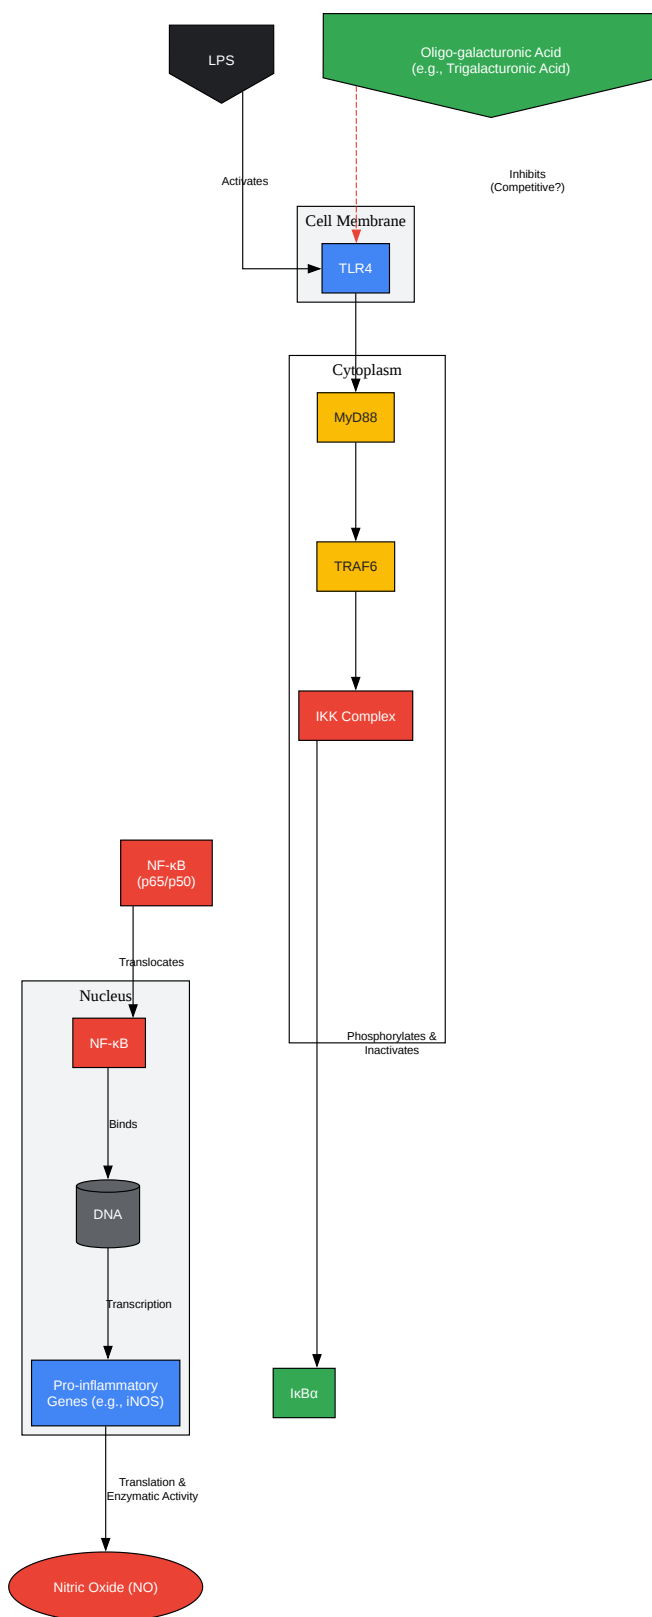 LPS
Oligo-galacturonic Acid
(e.g., Trigalacturonic Acid)
Activates
Inhibits
(Competitive?)
Cell Membrane
TLR4
Cytoplasm
MyD88
TRAF6
IKK Complex
NF-κB
(p65/p50)
Translocates
Nucleus
NF-κB
Phosphorylates &
Inactivates
Binds
DNA
Transcription
Pro-inflammatory
Genes (e.g., iNOS)
IκBα
Translation &
Enzymatic Activity
Nitric Oxide (NO)